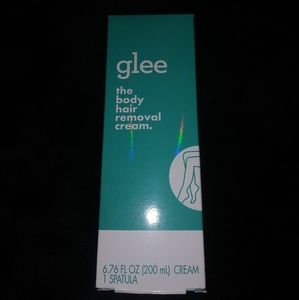 glee
the
body
hair
removal
cream.
6.76 FL OZ (200 mL) CREAM
1 SPATULA